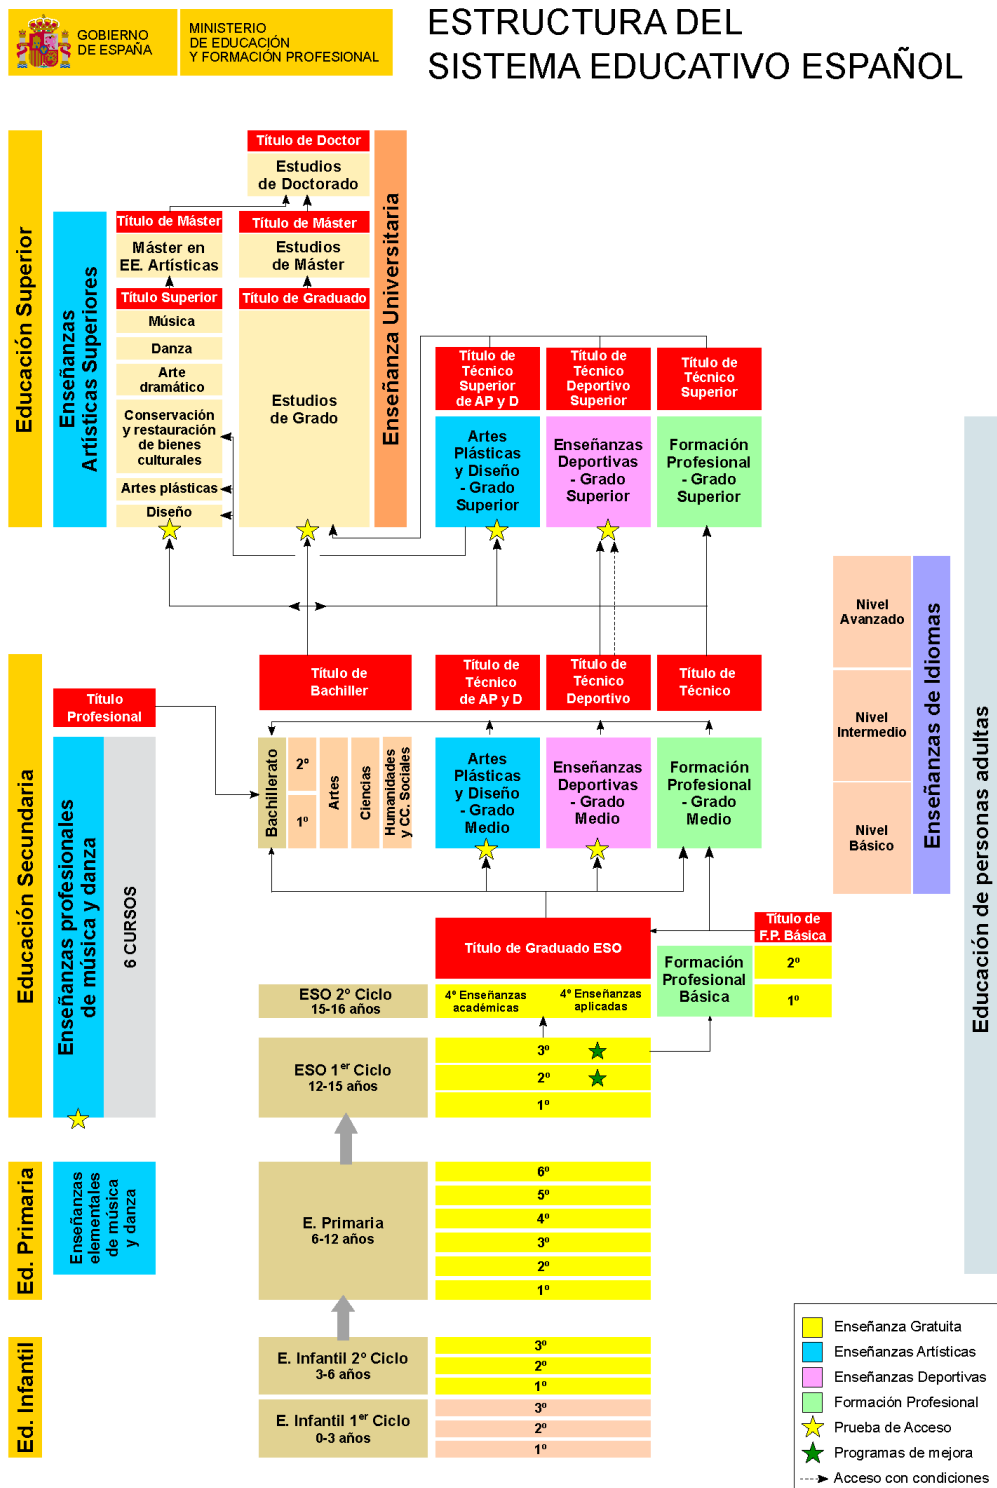 GOBIERNO
DE ESPAÑA
MINISTERIO
DE EDUCACIÓN
Y FORMACIÓN PROFESIONAL
ESTRUCTURA DEL
SISTEMA EDUCATIVO ESPAÑOL
Educación Superior
Enseñanzas
Artísticas Superiores
Título de Doctor
Estudios
de Doctorado
Título de Máster
Máster en
EE. Artísticas
Título Superior
Música
Danza
Arte
dramático
Conservación
y restauración
de bienes
culturales
Artes plásticas
Diseño
Título de Máster
Estudios
de Máster
Título de Graduado
Estudios
de Grado
Enseñanza Universitaria
Título de
Técnico
Superior
de AP y D
Título de
Técnico
Deportivo
Superior
Título de
Técnico
Superior
Artes
Plásticas
y Diseño
- Grado
Superior
Enseñanzas
Deportivas
- Grado
Superior
Formación
Profesional
- Grado
Superior
Nivel
Avanzado
Nivel
Intermedio
Nivel
Básico
Enseñanzas de Idiomas
Educación de personas adultas
Educación Secundaria
Título
Profesional
Enseñanzas profesionales
de música y danza
6 CURSOS
Título de
Bachiller
Título de
Técnico
de AP y D
Título de
Técnico
Deportivo
Título de
Técnico
Bachillerato
2º
1º
Artes
Ciencias
Humanidades
y CC. Sociales
Artes
Plásticas
y Diseño
- Grado
Medio
Enseñanzas
Deportivas
- Grado
Medio
Formación
Profesional
- Grado
Medio
Título de Graduado ESO
Título de
F.P. Básica
Formación
Profesional
Básica
2º
1º
ESO 2º Ciclo
15-16 años
4º Enseñanzas
académicas
4º Enseñanzas
aplicadas
ESO 1er Ciclo
12-15 años
3º
2º
1º
Ed. Primaria
Enseñanzas
elementales
de música
y danza
E. Primaria
6-12 años
6º
5º
4º
3º
2º
1º
Ed. Infantil
E. Infantil 2º Ciclo
3-6 años
3º
2º
1º
E. Infantil 1er Ciclo
0-3 años
3º
2º
1º
Enseñanza Gratuita
Enseñanzas Artísticas
Enseñanzas Deportivas
Formación Profesional
Prueba de Acceso
Programas de mejora
Acceso con condiciones